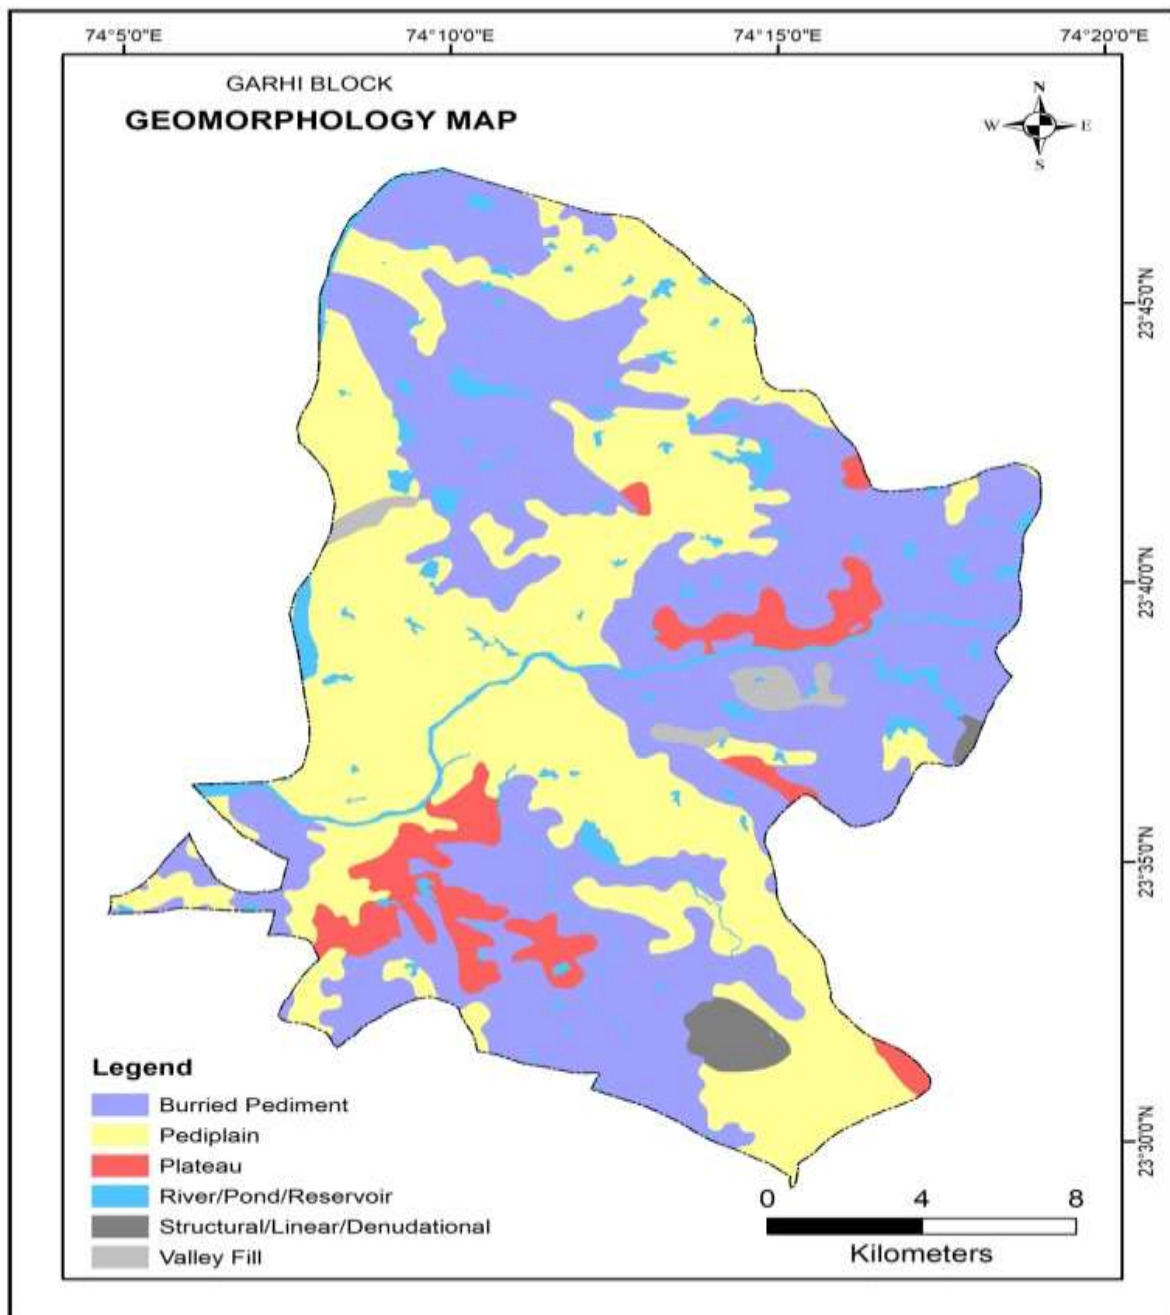 74°5'0"E 74°10'0"E 74°15'0"E 74°20'0"E
GARHI BLOCK
GEOMORPHOLOGY MAP
N
W E
S
23°45'0"N
23°40'0"N
23°35'0"N
23°30'0"N
Legend
Burried Pediment
Pediplain
Plateau
River/Pond/Reservoir
Structural/Linear/Denudational
Valley Fill
0 4 8
Kilometers